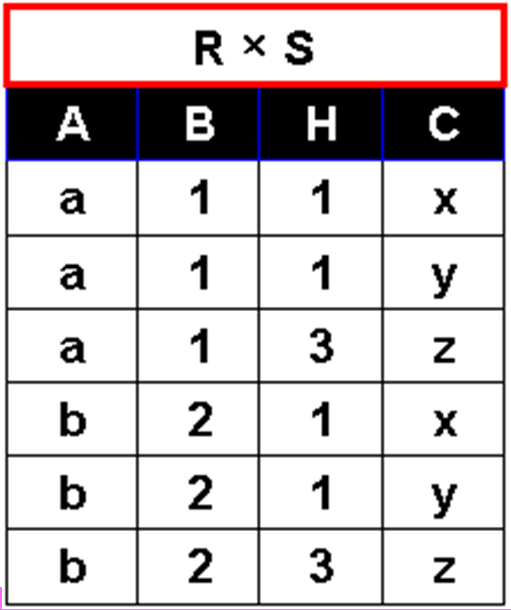 R × S
A B H C
a 1 1 x
a 1 1 y
a 1 3 z
b 2 1 x
b 2 1 y
b 2 3 z